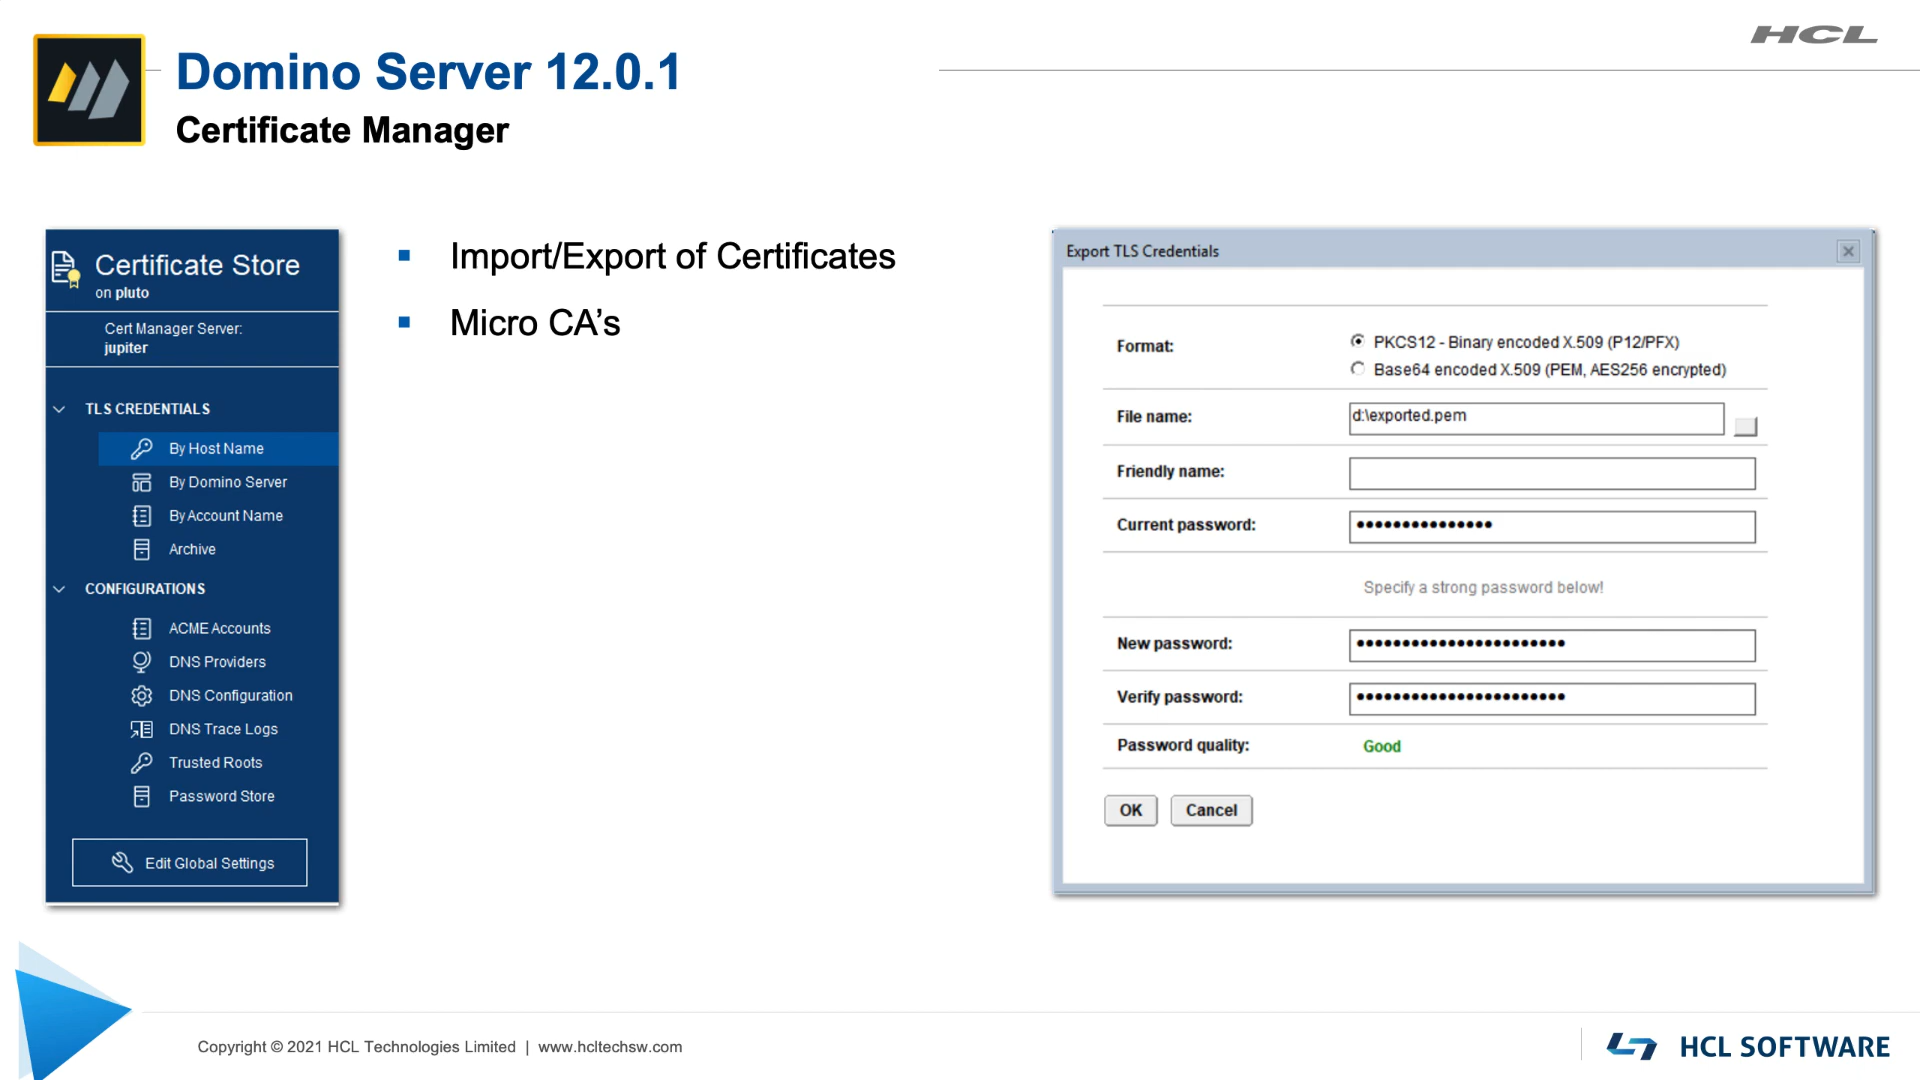 HCL
Domino Server 12.0.1
Certificate Manager
Certificate Store
on pluto
Cert Manager Server:
jupiter
TLS CREDENTIALS
By Host Name
By Domino Server
By Account Name
Archive
CONFIGURATIONS
ACME Accounts
DNS Providers
DNS Configuration
DNS Trace Logs
Trusted Roots
Password Store
Edit Global Settings
Import/Export of Certificates
Micro CA’s
Export TLS Credentials
Format:
PKCS12 - Binary encoded X.509 (P12/PFX)
Base64 encoded X.509 (PEM, AES256 encrypted)
File name:
d:\exported.pem
Friendly name:
Current password:
Specify a strong password below!
New password:
Verify password:
Password quality:
Good
OK
Cancel
Copyright © 2021 HCL Technologies Limited | www.hcltechsw.com
HCL SOFTWARE